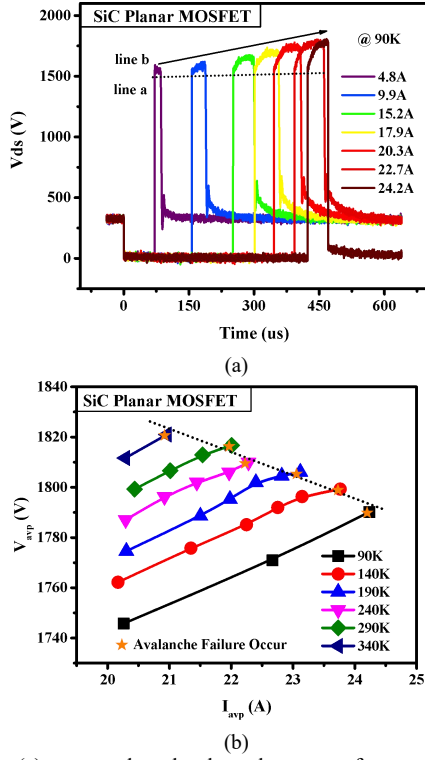 SiC Planar MOSFET
@ 90K
line b
line a
4.8A
9.9A
15.2A
17.9A
20.3A
22.7A
24.2A
Vds (V)
2000
1500
1000
500
0
0 150 300 450 600
Time (us)
(a)
SiC Planar MOSFET
Vavp (V)
1840
1820
1800
1780
1760
1740
90K
140K
190K
240K
290K
340K
Avalanche Failure Occur
20 21 22 23 24 25
Iavp (A)
(b)